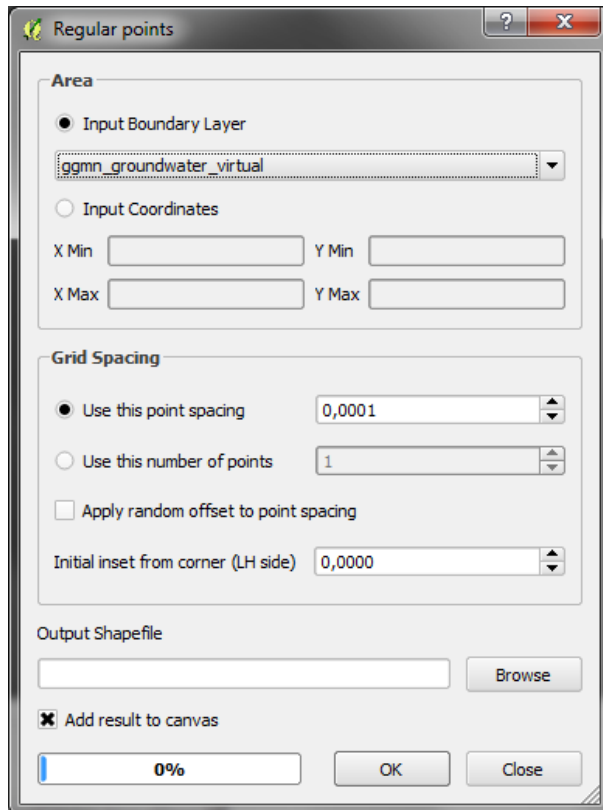 Regular points
?
X
Area
Input Boundary Layer
ggmn_groundwater_virtual
Input Coordinates
X Min
Y Min
X Max
Y Max
Grid Spacing
Use this point spacing
0,0001
Use this number of points
1
Apply random offset to point spacing
Initial inset from corner (LH side)
0,0000
Output Shapefile
Browse
Add result to canvas
0%
OK
Close